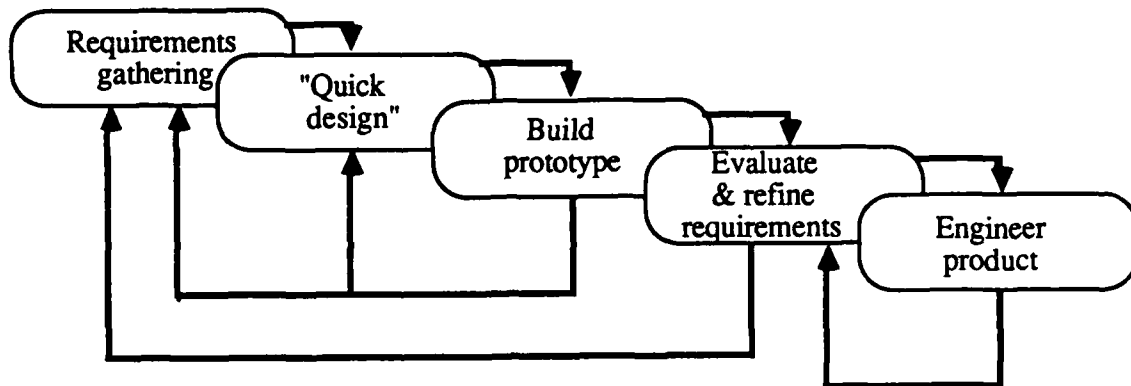 Requirements
gathering
"Quick
design"
Build
prototype
Evaluate
& refine
requirements
Engineer
product